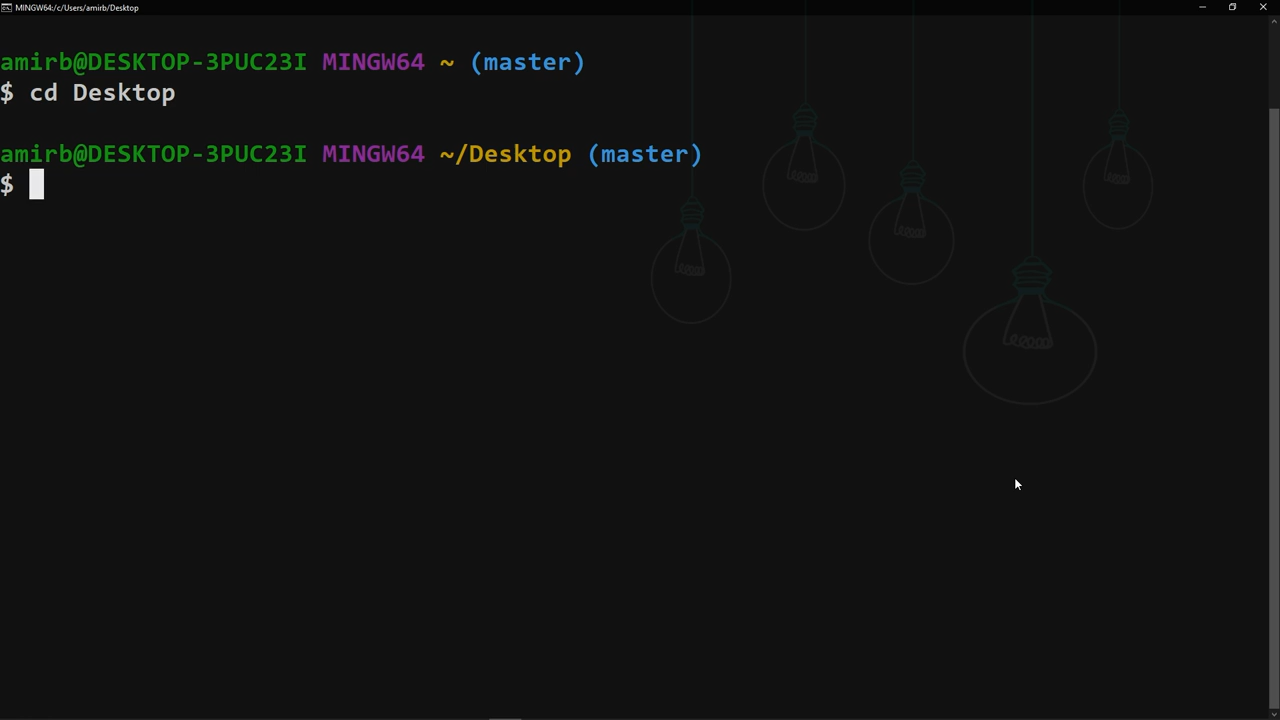 MINGW64:/c/Users/amirb/Desktop
amirb@DESKTOP-3PUC23I MINGW64 ~ (master)
$ cd Desktop
amirb@DESKTOP-3PUC23I MINGW64 ~/Desktop (master)
$